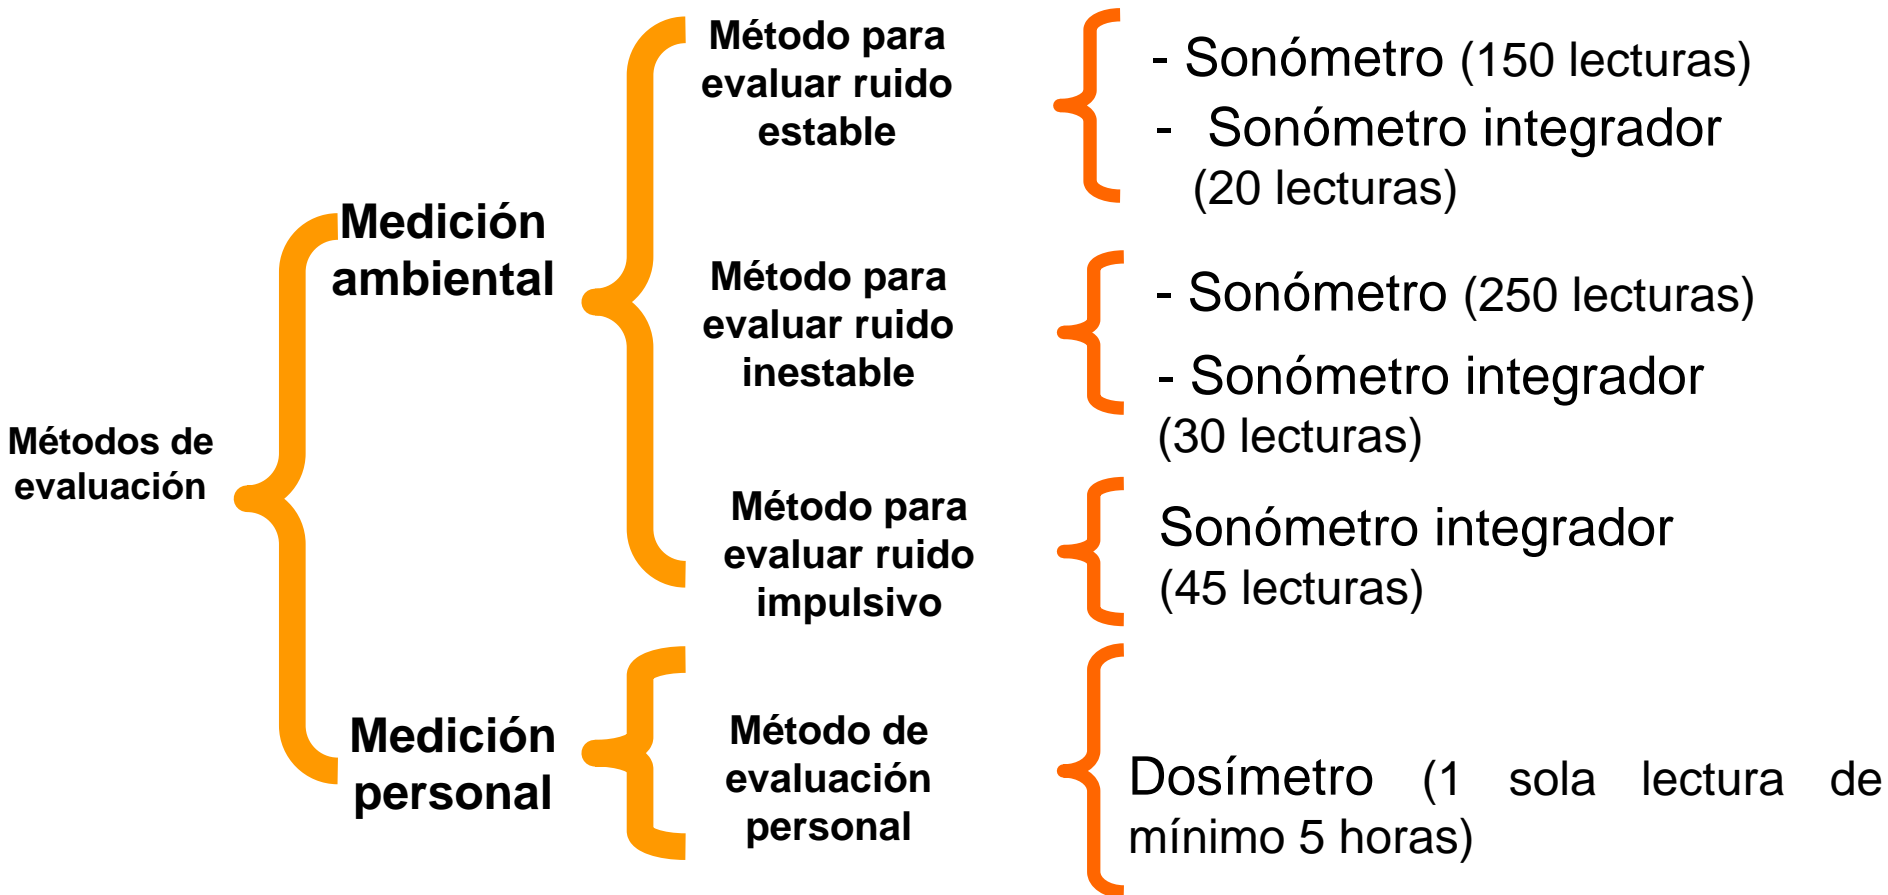 Métodos de
evaluación
Medición
ambiental
Método para
evaluar ruido
estable
- Sonómetro (150 lecturas)
- Sonómetro integrador
(20 lecturas)
Método para
evaluar ruido
inestable
- Sonómetro (250 lecturas)
- Sonómetro integrador
(30 lecturas)
Método para
evaluar ruido
impulsivo
Sonómetro integrador
(45 lecturas)
Medición
personal
Método de
evaluación
personal
Dosímetro (1 sola lectura de
mínimo 5 horas)